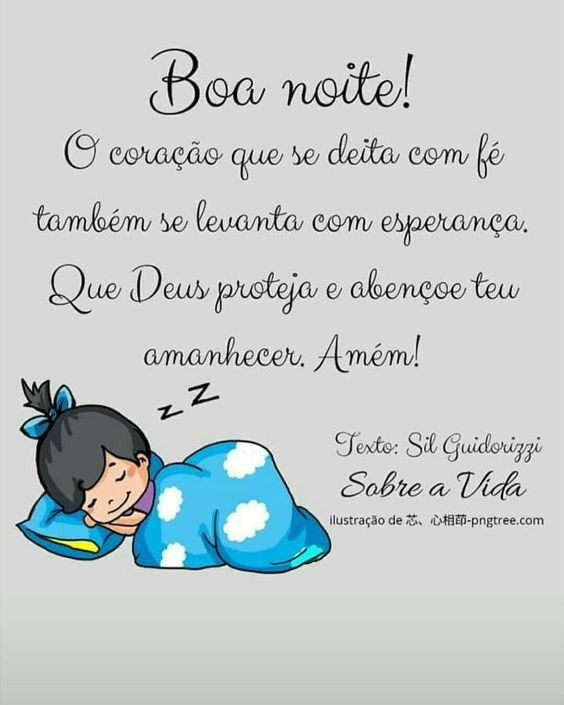 Boa noite!
O coração que se deita com fé
também se levanta com esperança.
Que Deus proteja e abençoe teu
amanhecer. Amém!
z Z
Texto: Sil Guidorizzi
Sobre a Vida
ilustração de 芯、心相茚-pngtree.com